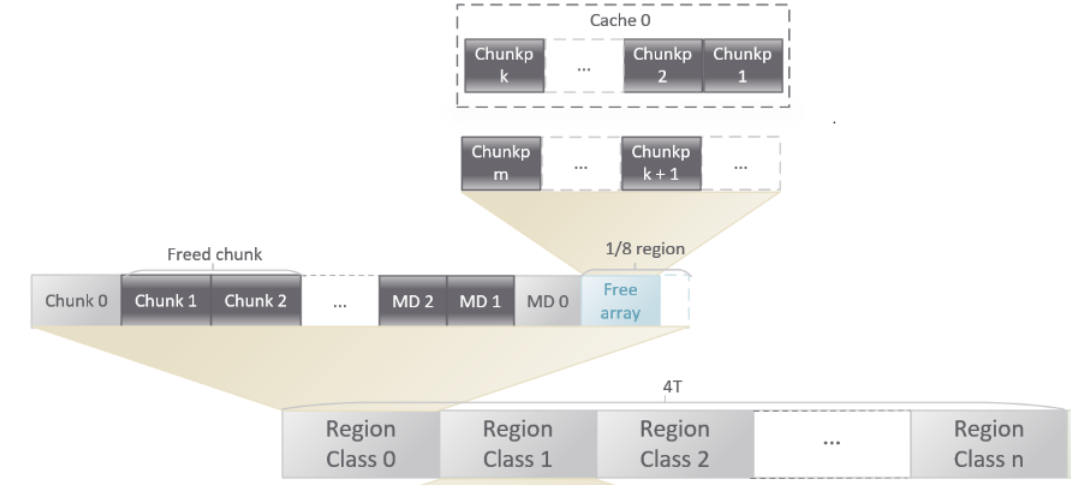 Cache 0
Chunkp
k
...
Chunkp
2
Chunkp
1
.
Chunkp
m
...
Chunkp
k + 1
...
Freed chunk
1/8 region
Chunk 0
Chunk 1
Chunk 2
...
MD 2
MD 1
MD 0
Free
array
4T
Region
Class 0
Region
Class 1
Region
Class 2
...
Region
Class n